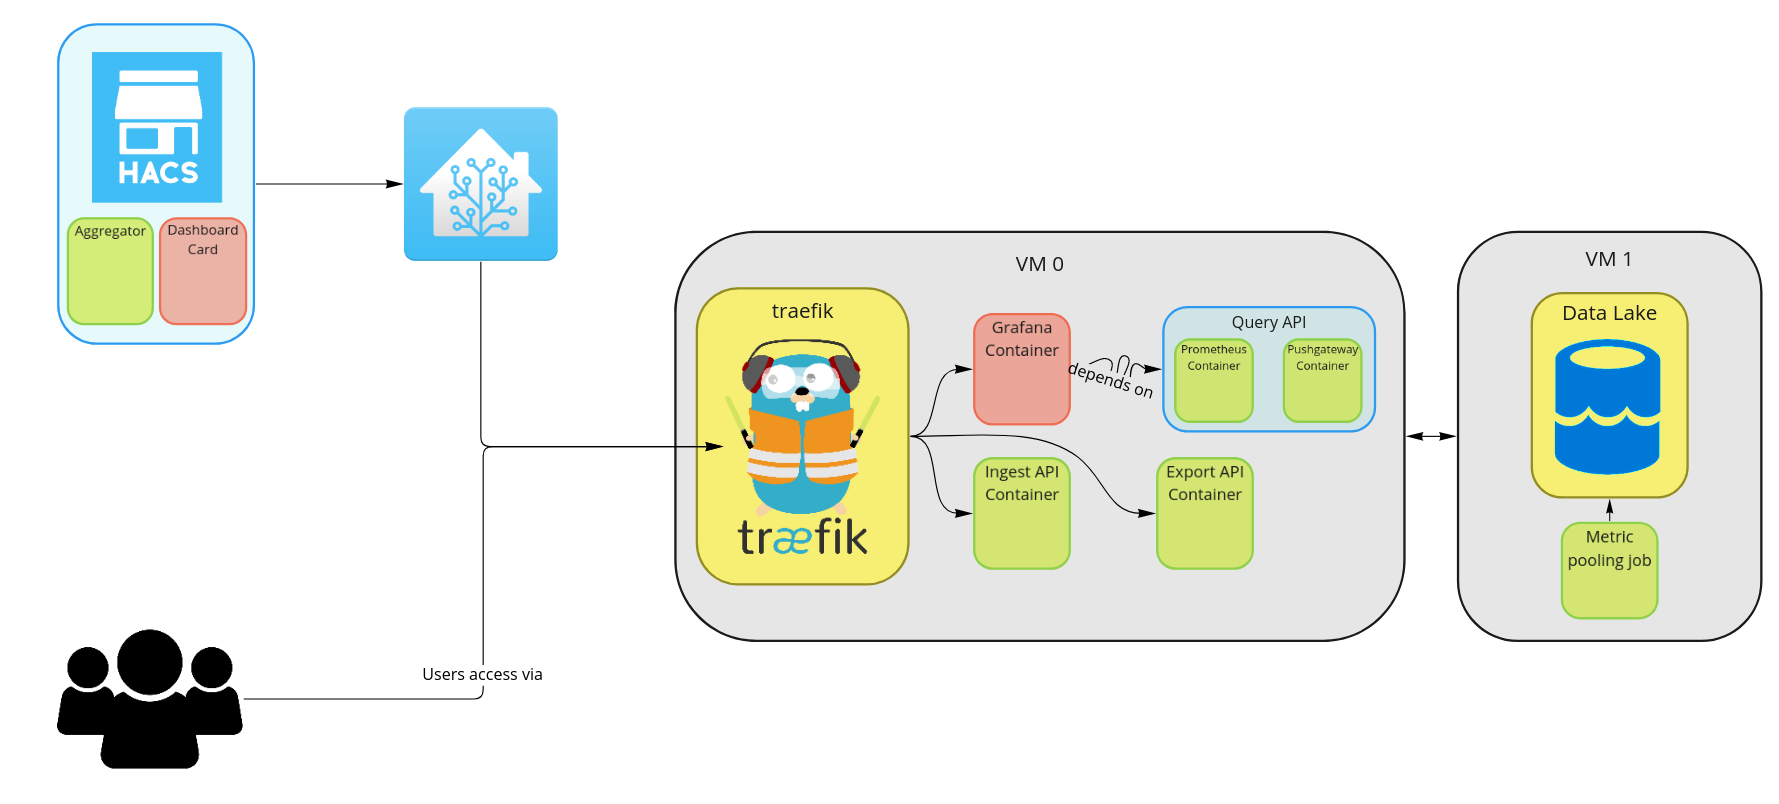 HACS
Aggregator
Dashboard
Card
Users access via
VM 0
traefik
træfik
Grafana
Container
depends on
Query API
Prometheus
Container
Pushgateway
Container
Ingest API
Container
Export API
Container
VM 1
Data Lake
Metric
pooling job